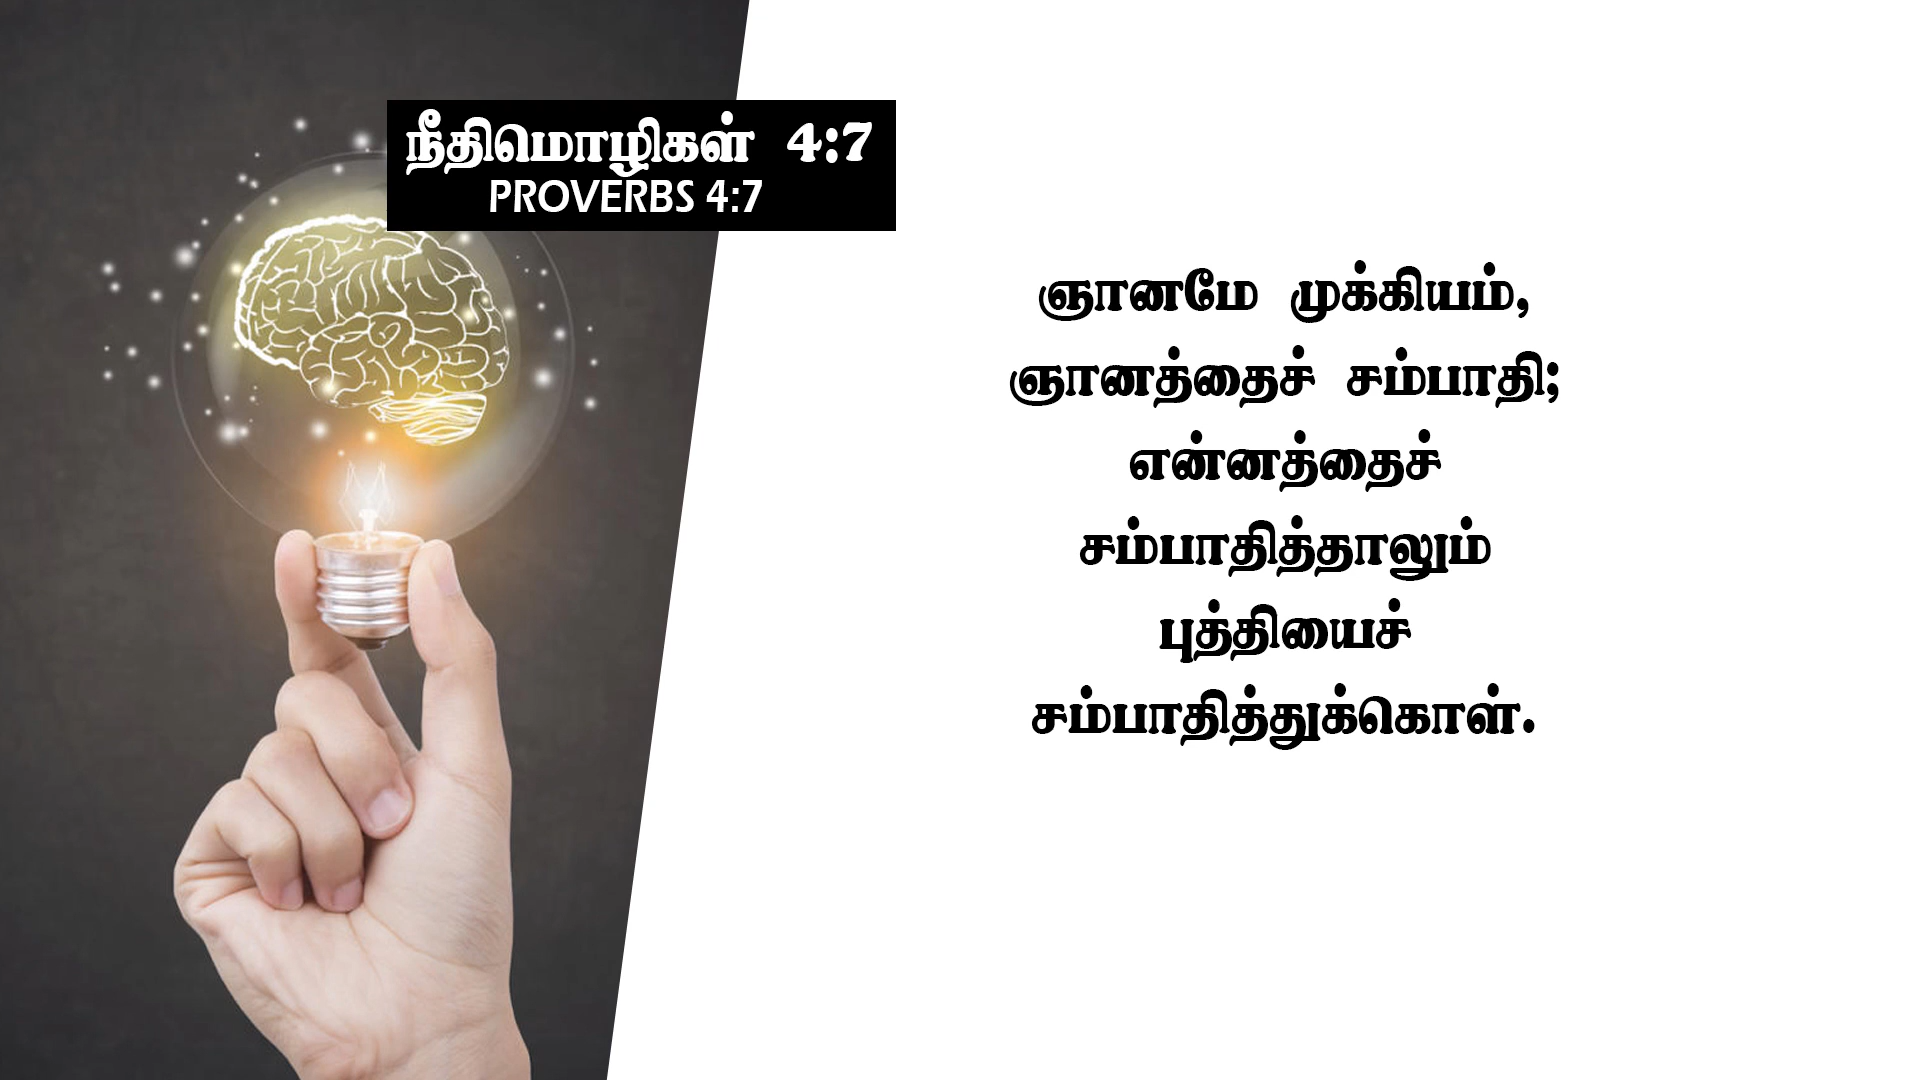 நீதிமொழிகள் 4:7
PROVERBS 4:7
ஞானமே முக்கியம்,
ஞானத்தைச் சம்பாதி;
என்னத்தைச்
சம்பாதித்தாலும்
புத்தியைச்
சம்பாதித்துக்கொள்.